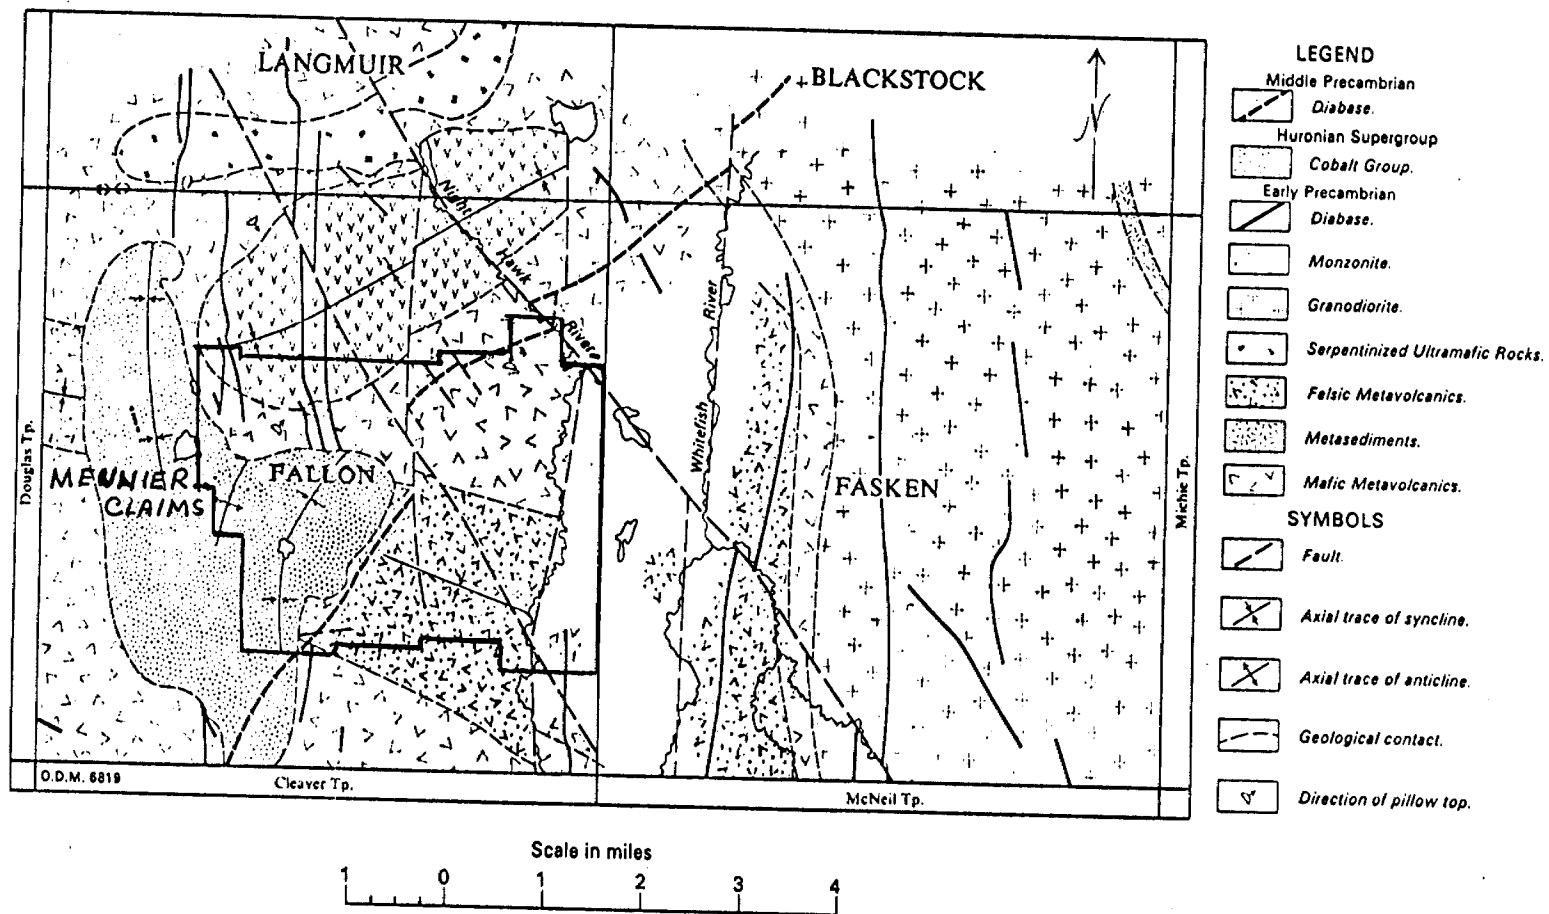 LANGMUIR
BLACKSTOCK
Night
Hawk
River
River
Whitefish
Douglas Tp.
MEUNIER
CLAIMS
FALLON
FASKEN
Michie Tp.
O.D.M. 6819
Cleaver Tp.
McNeil Tp.
LEGEND
Middle Precambrian
Diabase.
Huronian Supergroup
Cobalt Group.
Early Precambrian
Diabase.
Monzonite.
Granodiorite.
Serpentinized Ultramafic Rocks.
Felsic Metavolcanics.
Metasediments.
Mafic Metavolcanics.
SYMBOLS
Fault.
Axial trace of syncline.
Axial trace of anticline.
Geological contact.
Direction of pillow top.
Scale in miles
1 0 1 2 3 4